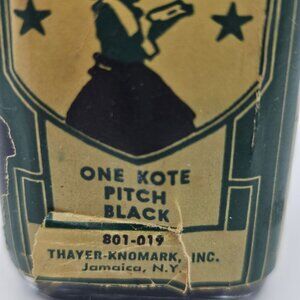 ONE KOTE
PITCH
BLACK
801-019
THAYER-KNOMARK, INC.
Jamaica, N.Y.